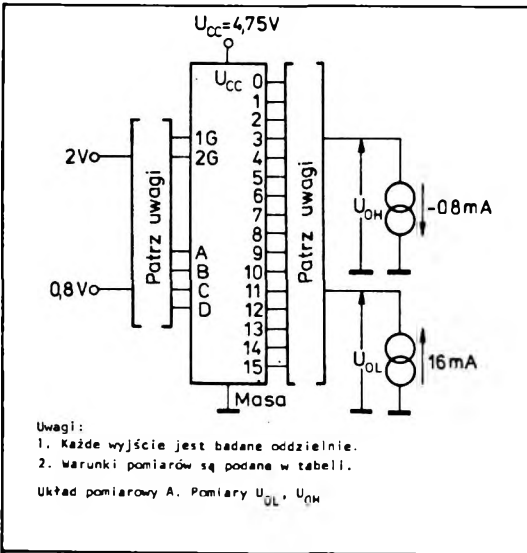 U_CC=4,75V
U_CC
0
1
2
3
4
5
6
7
8
9
10
11
12
13
14
15
1G
2G
A
B
C
D
Masa
2V
0,8V
Patrz uwagi
Patrz uwagi
U_OH
-08mA
U_OL
16mA
Uwagi:
1. Każde wyjście jest badane oddzielnie.
2. Warunki pomiarów są podane w tabeli.
Układ pomiarowy A. Pomiary U_OL, U_OH